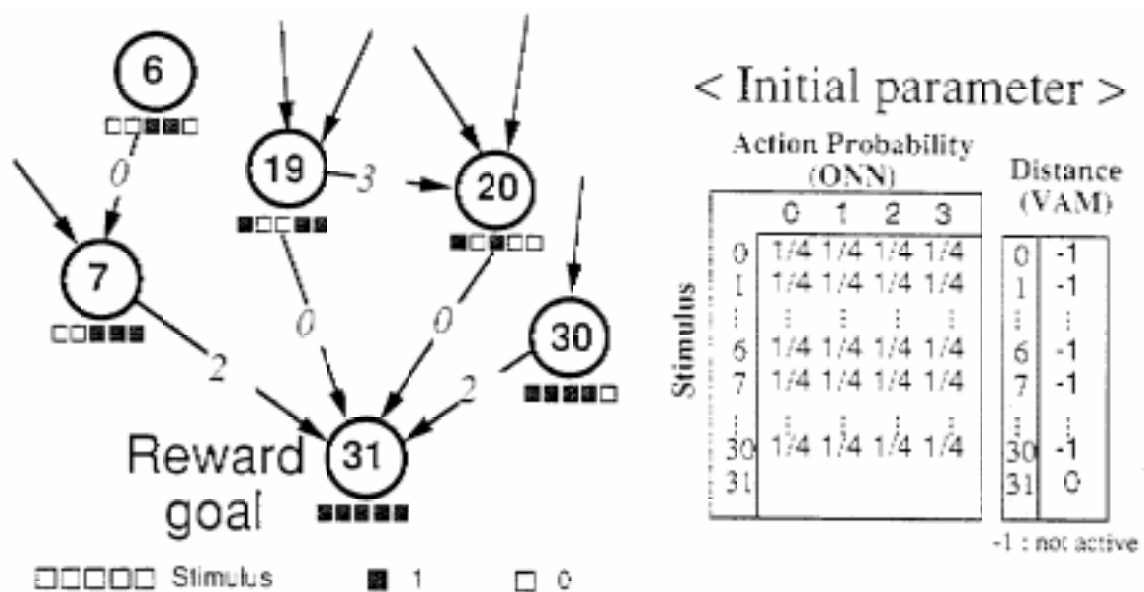 6
0
7
2
19
3
20
0
0
30
2
31
Reward
goal
Stimulus 1 0
< Initial parameter >
Action Probability
(ONN)
Distance
(VAM)
0 1 2 3
Stimulus
0 1/4 1/4 1/4 1/4 0 -1
1 1/4 1/4 1/4 1/4 1 -1
⋮ ⋮ ⋮ ⋮ ⋮ ⋮ ⋮
6 1/4 1/4 1/4 1/4 6 -1
7 1/4 1/4 1/4 1/4 7 -1
⋮ ⋮ ⋮ ⋮ ⋮ ⋮ ⋮
30 1/4 1/4 1/4 1/4 30 -1
31 31 0
-1 : not active